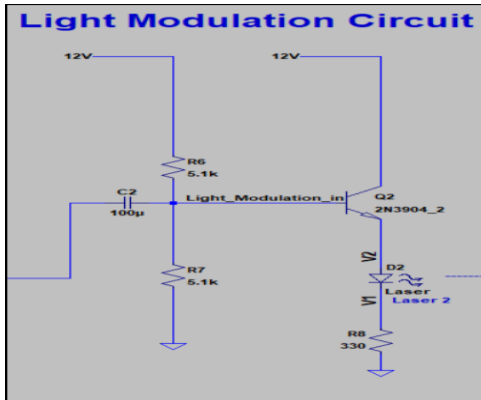 Light Modulation Circuit
12V
12V
R6
5.1k
C2
100µ
Light_Modulation_in
Q2
2N3904_2
R7
5.1k
V2
D2
Laser
Laser 2
V1
R8
330